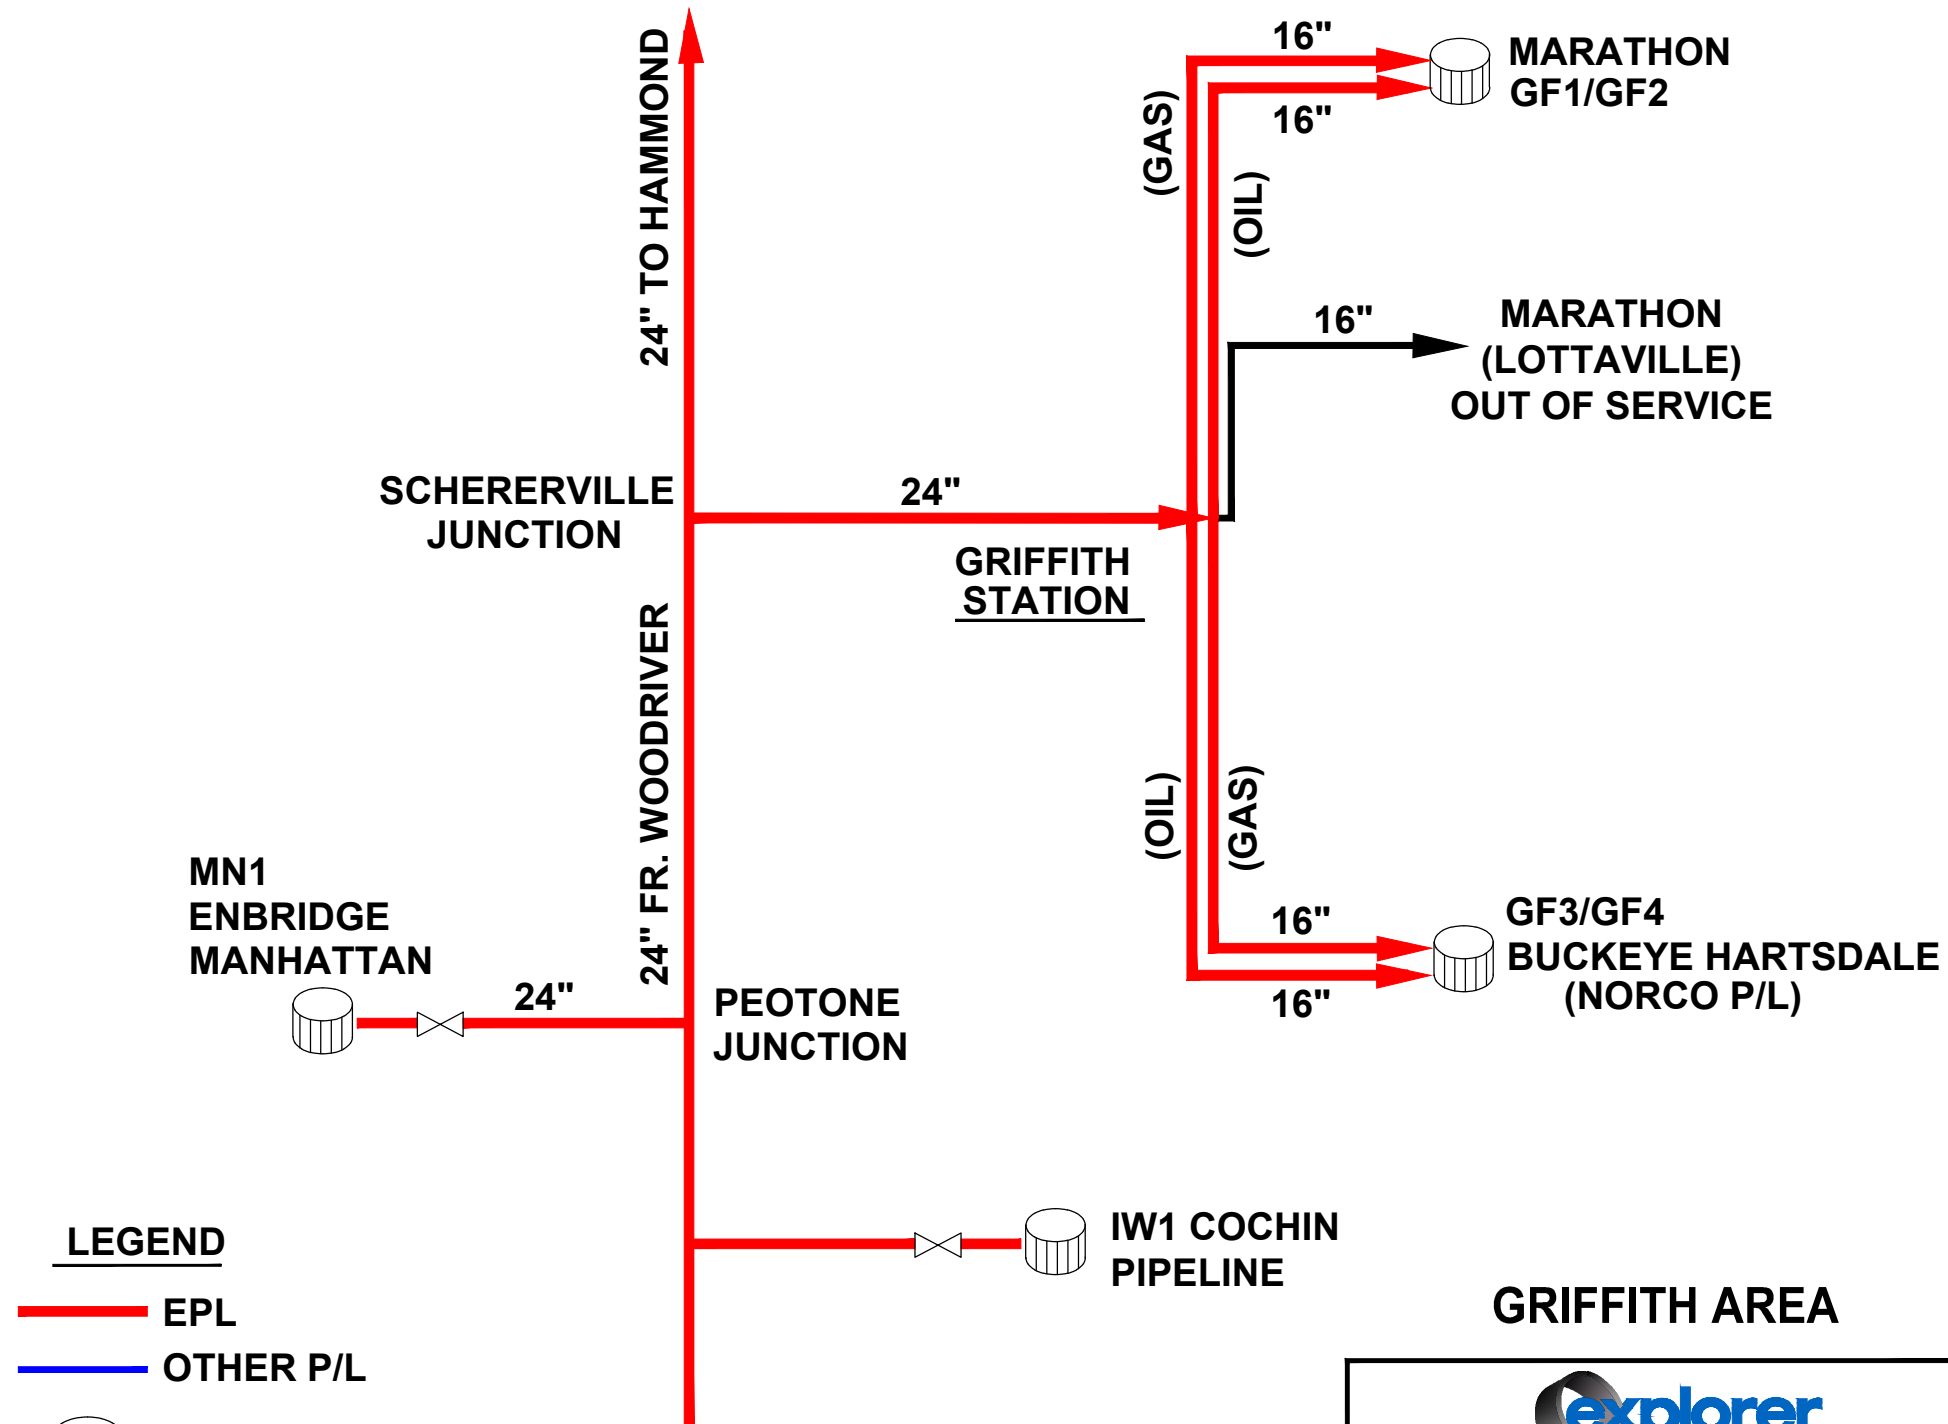 24" TO HAMMOND
16"
MARATHON
GF1/GF2
16"
(GAS)
(OIL)
16"
MARATHON
(LOTTAVILLE)
OUT OF SERVICE
SCHERERVILLE
JUNCTION
24"
GRIFFITH
STATION
24" FR. WOODRIVER
(OIL)
(GAS)
MN1
ENBRIDGE
MANHATTAN
24"
PEOTONE
JUNCTION
16"
16"
GF3/GF4
BUCKEYE HARTSDALE
(NORCO P/L)
IW1 COCHIN
PIPELINE
LEGEND
EPL
OTHER P/L
GRIFFITH AREA
explorer